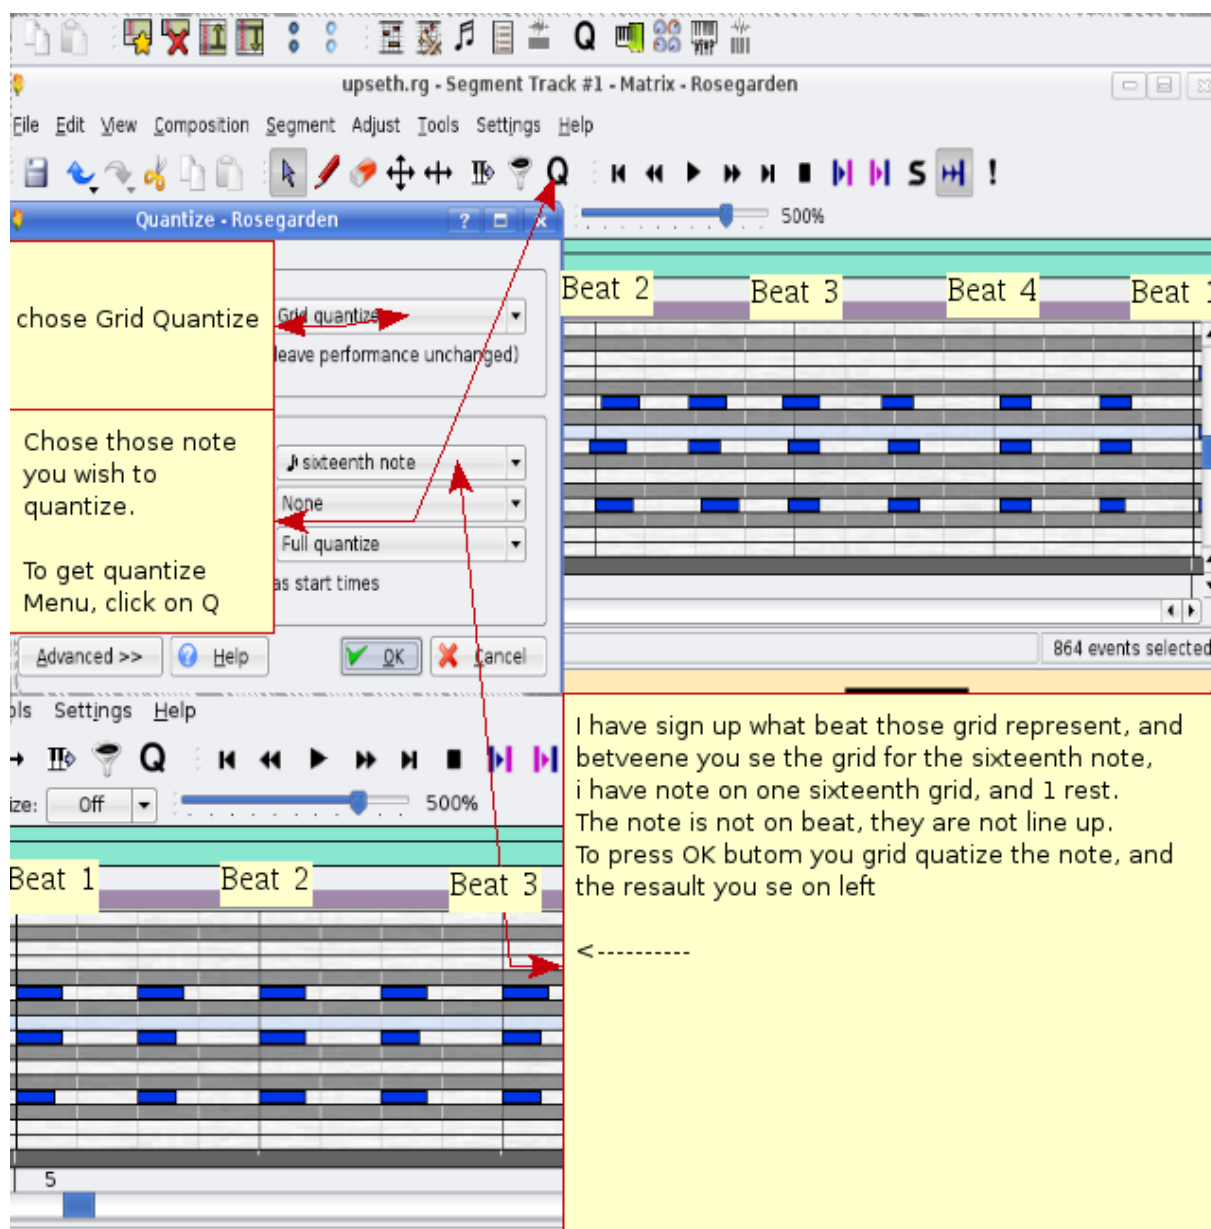 Q
upseth.rg - Segment Track #1 - Matrix - Rosegarden
File Edit View Composition Segment Adjust Tools Settings Help
Q S !
Quantize - Rosegarden ?
500%
chose Grid Quantize
Grid quantize
leave performance unchanged)
Beat 2 Beat 3 Beat 4 Beat 1
Chose those note
you wish to
quantize.
To get quantize
Menu, click on Q
sixteenth note
None
Full quantize
as start times
Advanced >> Help OK Cancel
864 events selected
ols Settings Help
Q
ize: Off 500%
Beat 1 Beat 2 Beat 3
5
I have sign up what beat those grid represent, and
betveene you se the grid for the sixteenth note,
i have note on one sixteenth grid, and 1 rest.
The note is not on beat, they are not line up.
To press OK butom you grid quatize the note, and
the resault you se on left
<----------